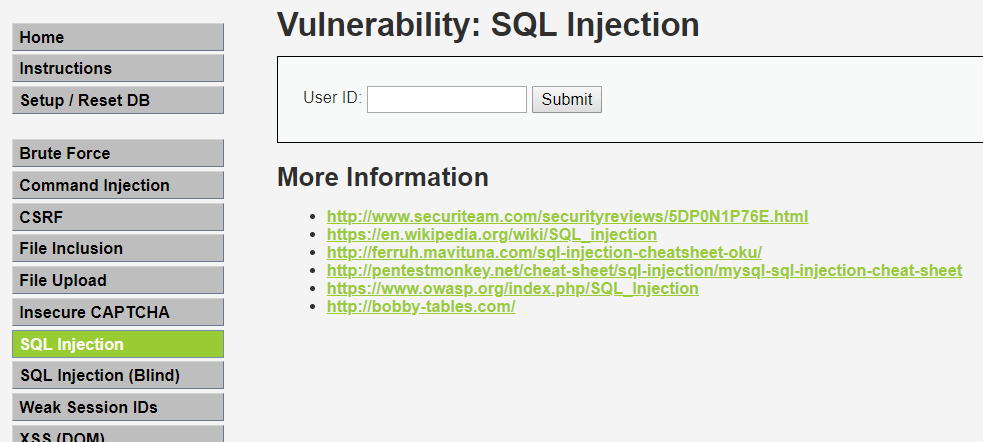 Home
Instructions
Setup / Reset DB
Brute Force
Command Injection
CSRF
File Inclusion
File Upload
Insecure CAPTCHA
SQL Injection
SQL Injection (Blind)
Weak Session IDs
XSS (DOM)
Vulnerability: SQL Injection
User ID: Submit
More Information
http://www.securiteam.com/securityreviews/5DP0N1P76E.html
https://en.wikipedia.org/wiki/SQL_injection
http://ferruh.mavituna.com/sql-injection-cheatsheet-oku/
http://pentestmonkey.net/cheat-sheet/sql-injection/mysql-sql-injection-cheat-sheet
https://www.owasp.org/index.php/SQL_Injection
http://bobby-tables.com/